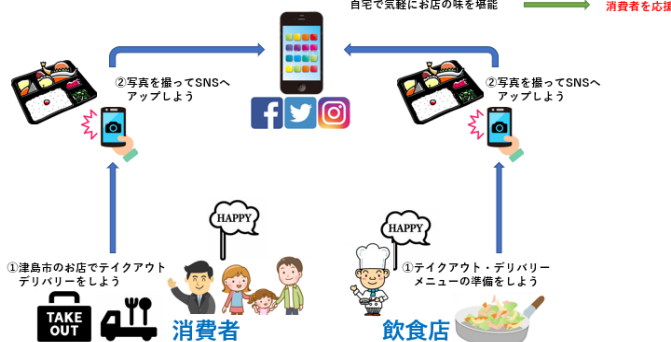 自宅で気軽にお店の味を堪能
消費者を応援
②写真を撮ってSNSへ
アップしよう
②写真を撮ってSNSへ
アップしよう
HAPPY
HAPPY
①津島市のお店でテイクアウト
デリバリーをしよう
①テイクアウト・デリバリー
メニューの準備をしよう
TAKE
OUT
消費者
飲食店